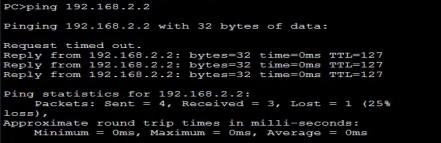 PC>ping 192.168.2.2
Pinging 192.168.2.2 with 32 bytes of data:
Request timed out.
Reply from 192.168.2.2: bytes=32 time=0ms TTL=127
Reply from 192.168.2.2: bytes=32 time=0ms TTL=127
Reply from 192.168.2.2: bytes=32 time=0ms TTL=127
Ping statistics for 192.168.2.2:
Packets: Sent = 4, Received = 3, Lost = 1 (25%
loss),
Approximate round trip times in milli-seconds:
Minimum = 0ms, Maximum = 0ms, Average = 0ms